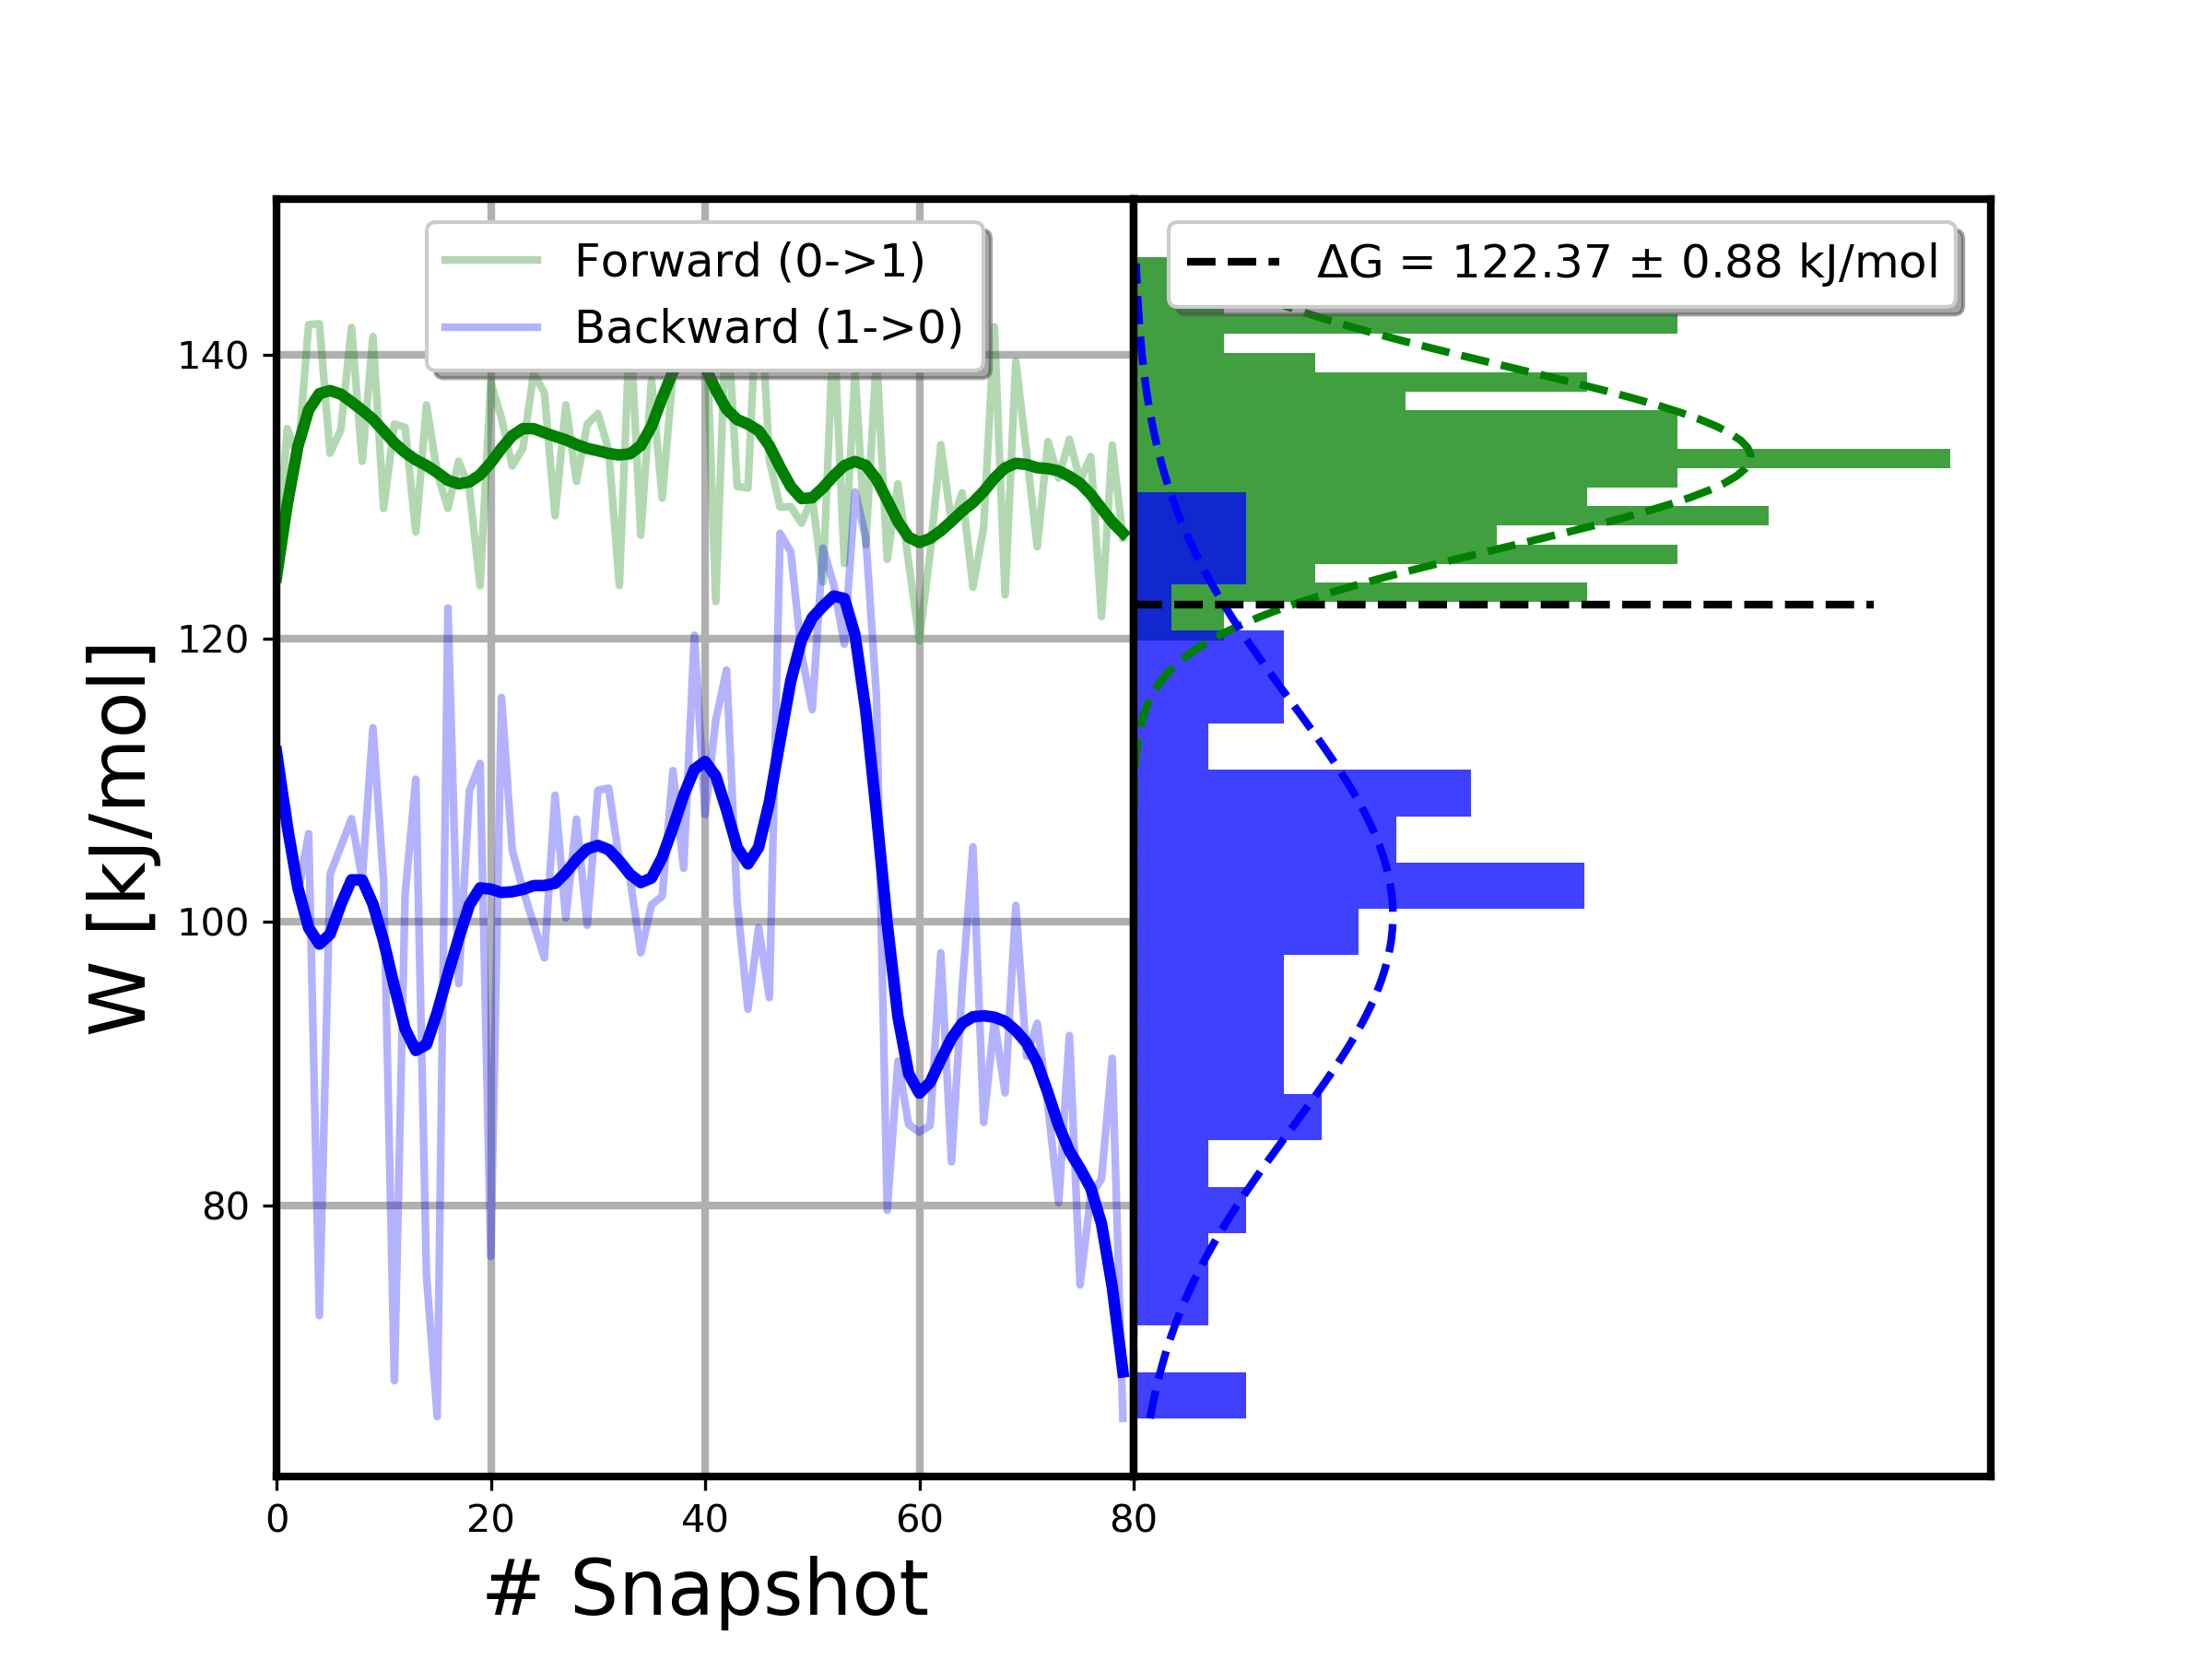 Forward (0->1)
Backward (1->0)
ΔG = 122.37 ± 0.88 kJ/mol
140
120
100
80
W [kJ/mol]
0 20 40 60 80
# Snapshot